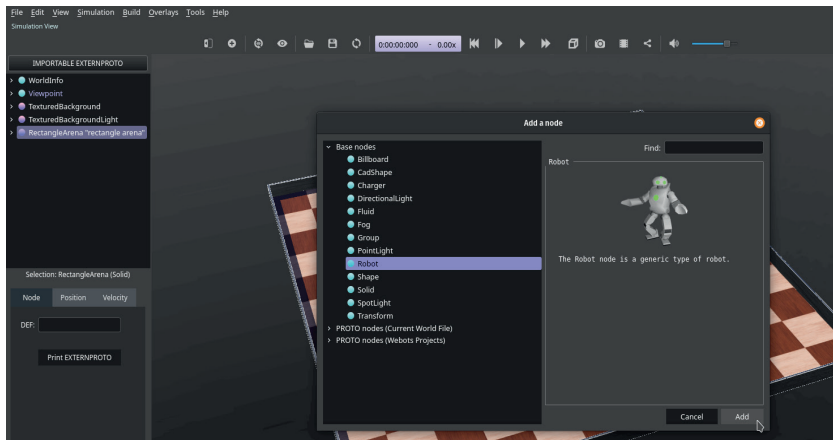 File Edit View Simulation Build Overlays Tools Help
Simulation View
0:00:00:000 - 0.00x
IMPORTABLE EXTERNPROTO
WorldInfo
Viewpoint
TexturedBackground
TexturedBackgroundLight
RectangleArena "rectangle arena"
Selection: RectangleArena (Solid)
Node Position Velocity
DEF:
Print EXTERNPROTO
Add a node
Base nodes
Billboard
CadShape
Charger
DirectionalLight
Fluid
Fog
Group
PointLight
Robot
Shape
Solid
SpotLight
Transform
PROTO nodes (Current World File)
PROTO nodes (Webots Projects)
Find:
Robot
The Robot node is a generic type of robot.
Cancel Add